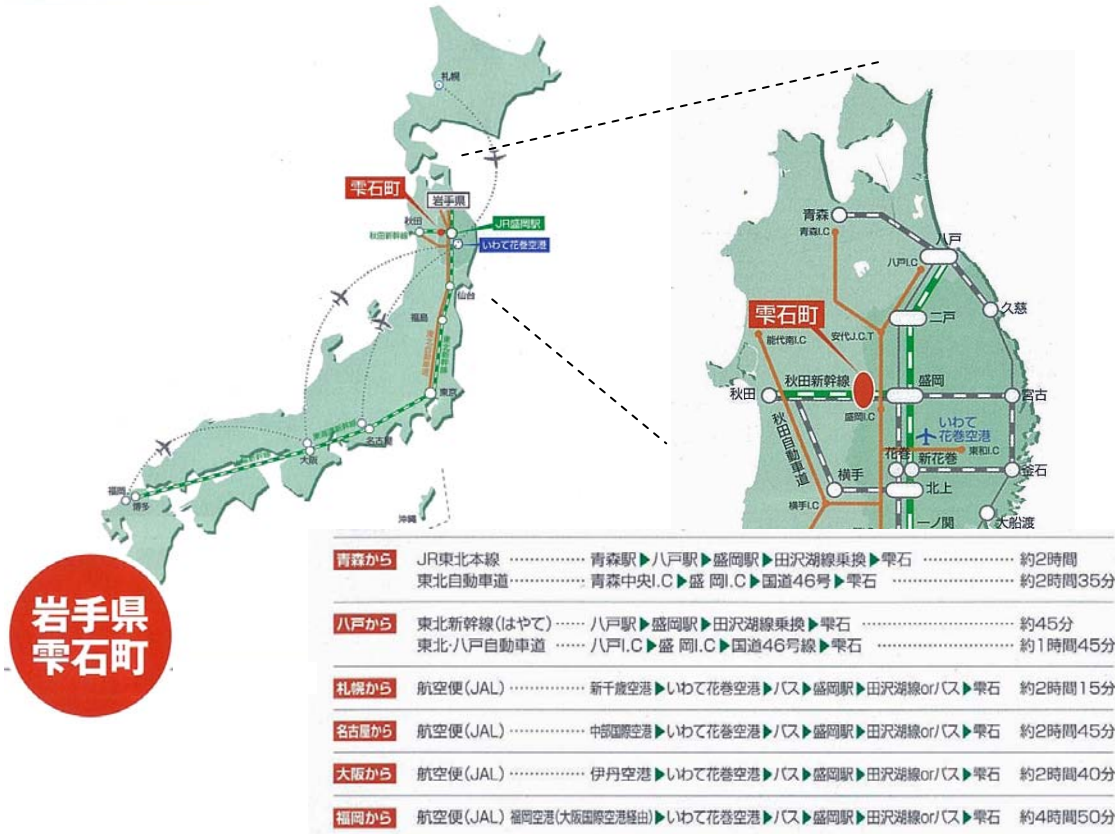 札幌
雫石町
岩手県
秋田
秋田新幹線
JR盛岡駅
いわて花巻空港
仙台
福島
東北自動車道
東北新幹線
東京
東海道新幹線
名古屋
大阪
福岡
博多
沖縄
青森
青森I.C
八戸
八戸I.C
久慈
二戸
雫石町
能代南I.C
安代J.C.T
秋田新幹線
盛岡
秋田
宮古
盛岡I.C
秋田自動車道
いわて
花巻空港
東和I.C
花巻
新花巻
釜石
横手
北上
横手I.C
一ノ関
大船渡
岩手県
雫石町
青森から JR東北本線 ……………… 青森駅▶八戸駅▶盛岡駅▶田沢湖線乗換▶雫石 ……………… 約2時間
東北自動車道……………… 青森中央I.C▶盛 岡I.C▶国道46号▶雫石 ……………… 約2時間35分
八戸から 東北新幹線(はやて)…… 八戸駅▶盛岡駅▶田沢湖線乗換▶雫石 ……………… 約45分
東北・八戸自動車道 …… 八戸I.C▶盛 岡I.C▶国道46号線▶雫石 ……………… 約1時間45分
札幌から 航空便(JAL)……………… 新千歳空港▶いわて花巻空港▶バス▶盛岡駅▶田沢湖線orバス▶雫石 約2時間15分
名古屋から 航空便(JAL)……………… 中部国際空港▶いわて花巻空港▶バス▶盛岡駅▶田沢湖線orバス▶雫石 約2時間45分
大阪から 航空便(JAL)……………… 伊丹空港▶いわて花巻空港▶バス▶盛岡駅▶田沢湖線orバス▶雫石 約2時間40分
福岡から 航空便(JAL) 福岡空港(大阪国際空港経由)▶いわて花巻空港▶バス▶盛岡駅▶田沢湖線orバス▶雫石 約4時間50分